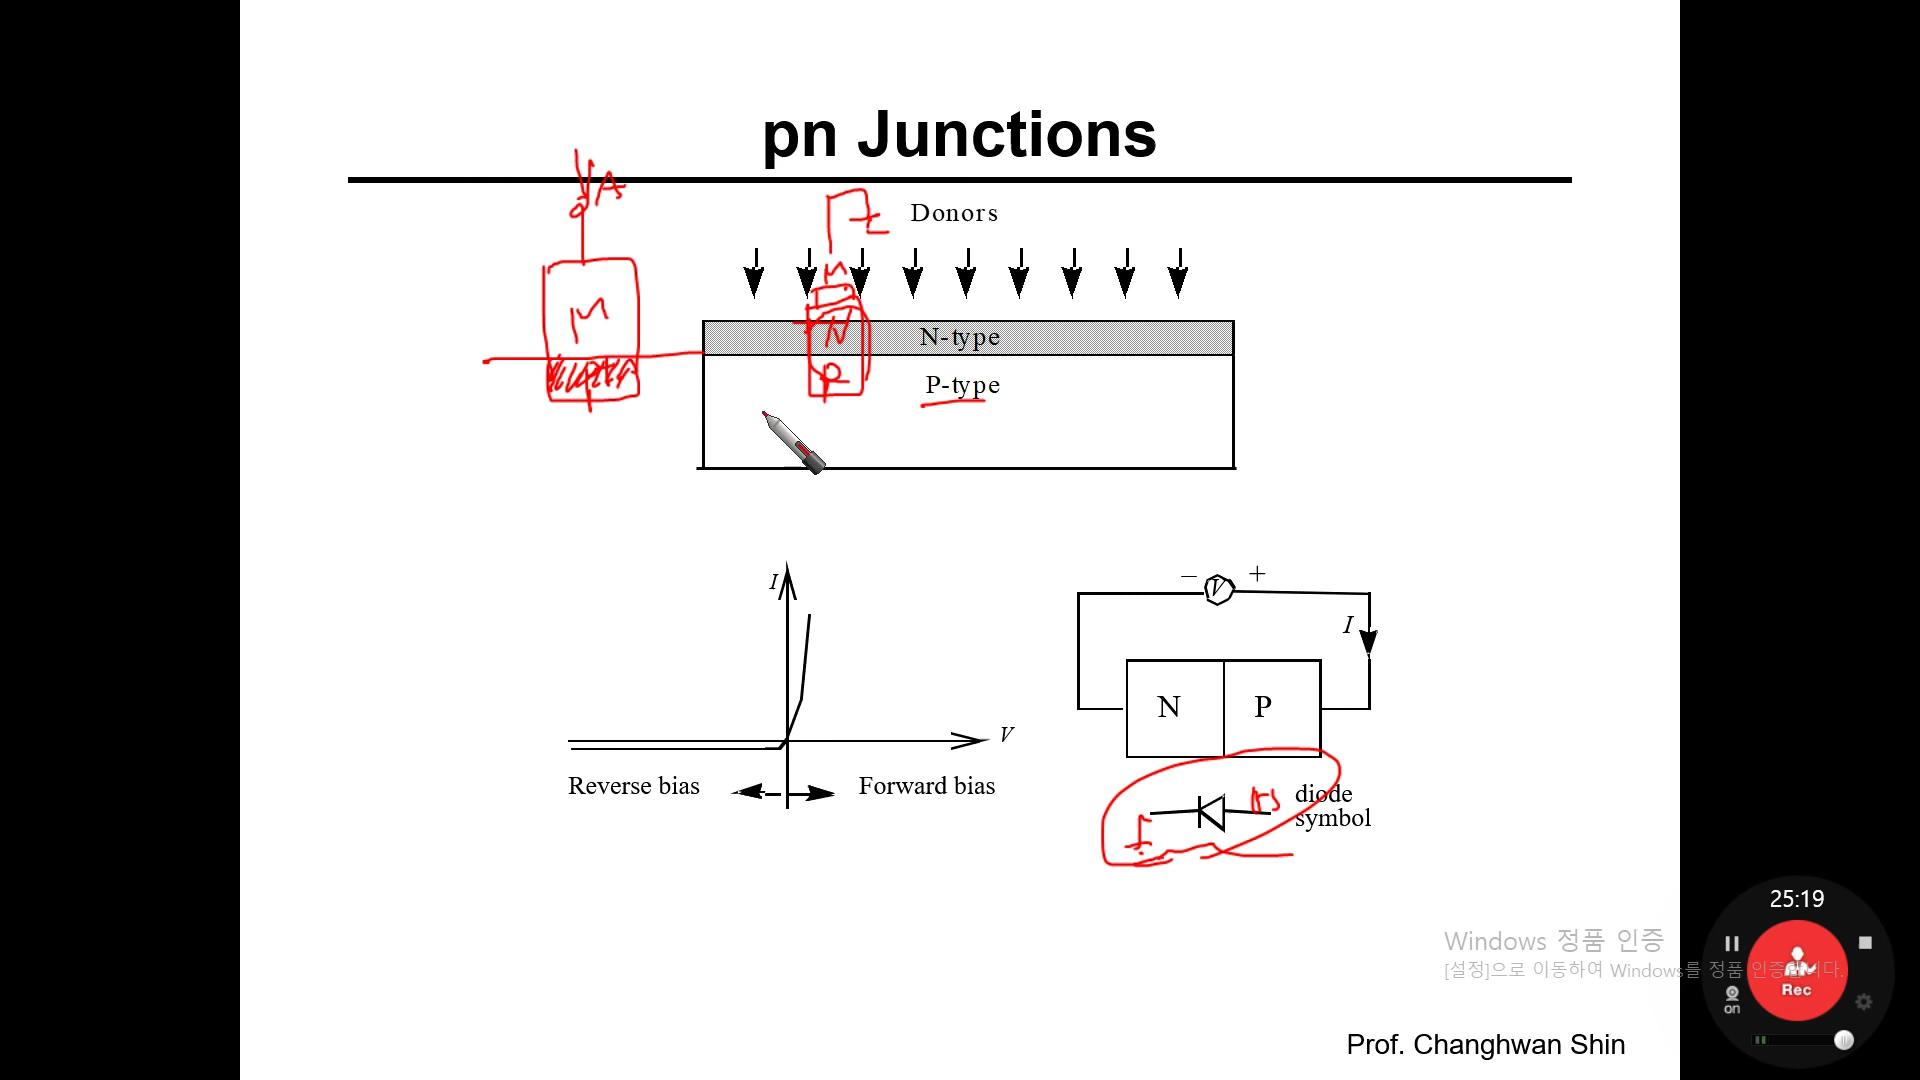 pn Junctions
A
Donors
M
M
N
N-type
P
P-type
I
V
Reverse bias
Forward bias
− V +
I
N P
diode
symbol
25:19
Rec
on
Windows 정품 인증
[설정]으로 이동하여 Windows를 정품 인증합니다.
Prof. Changhwan Shin